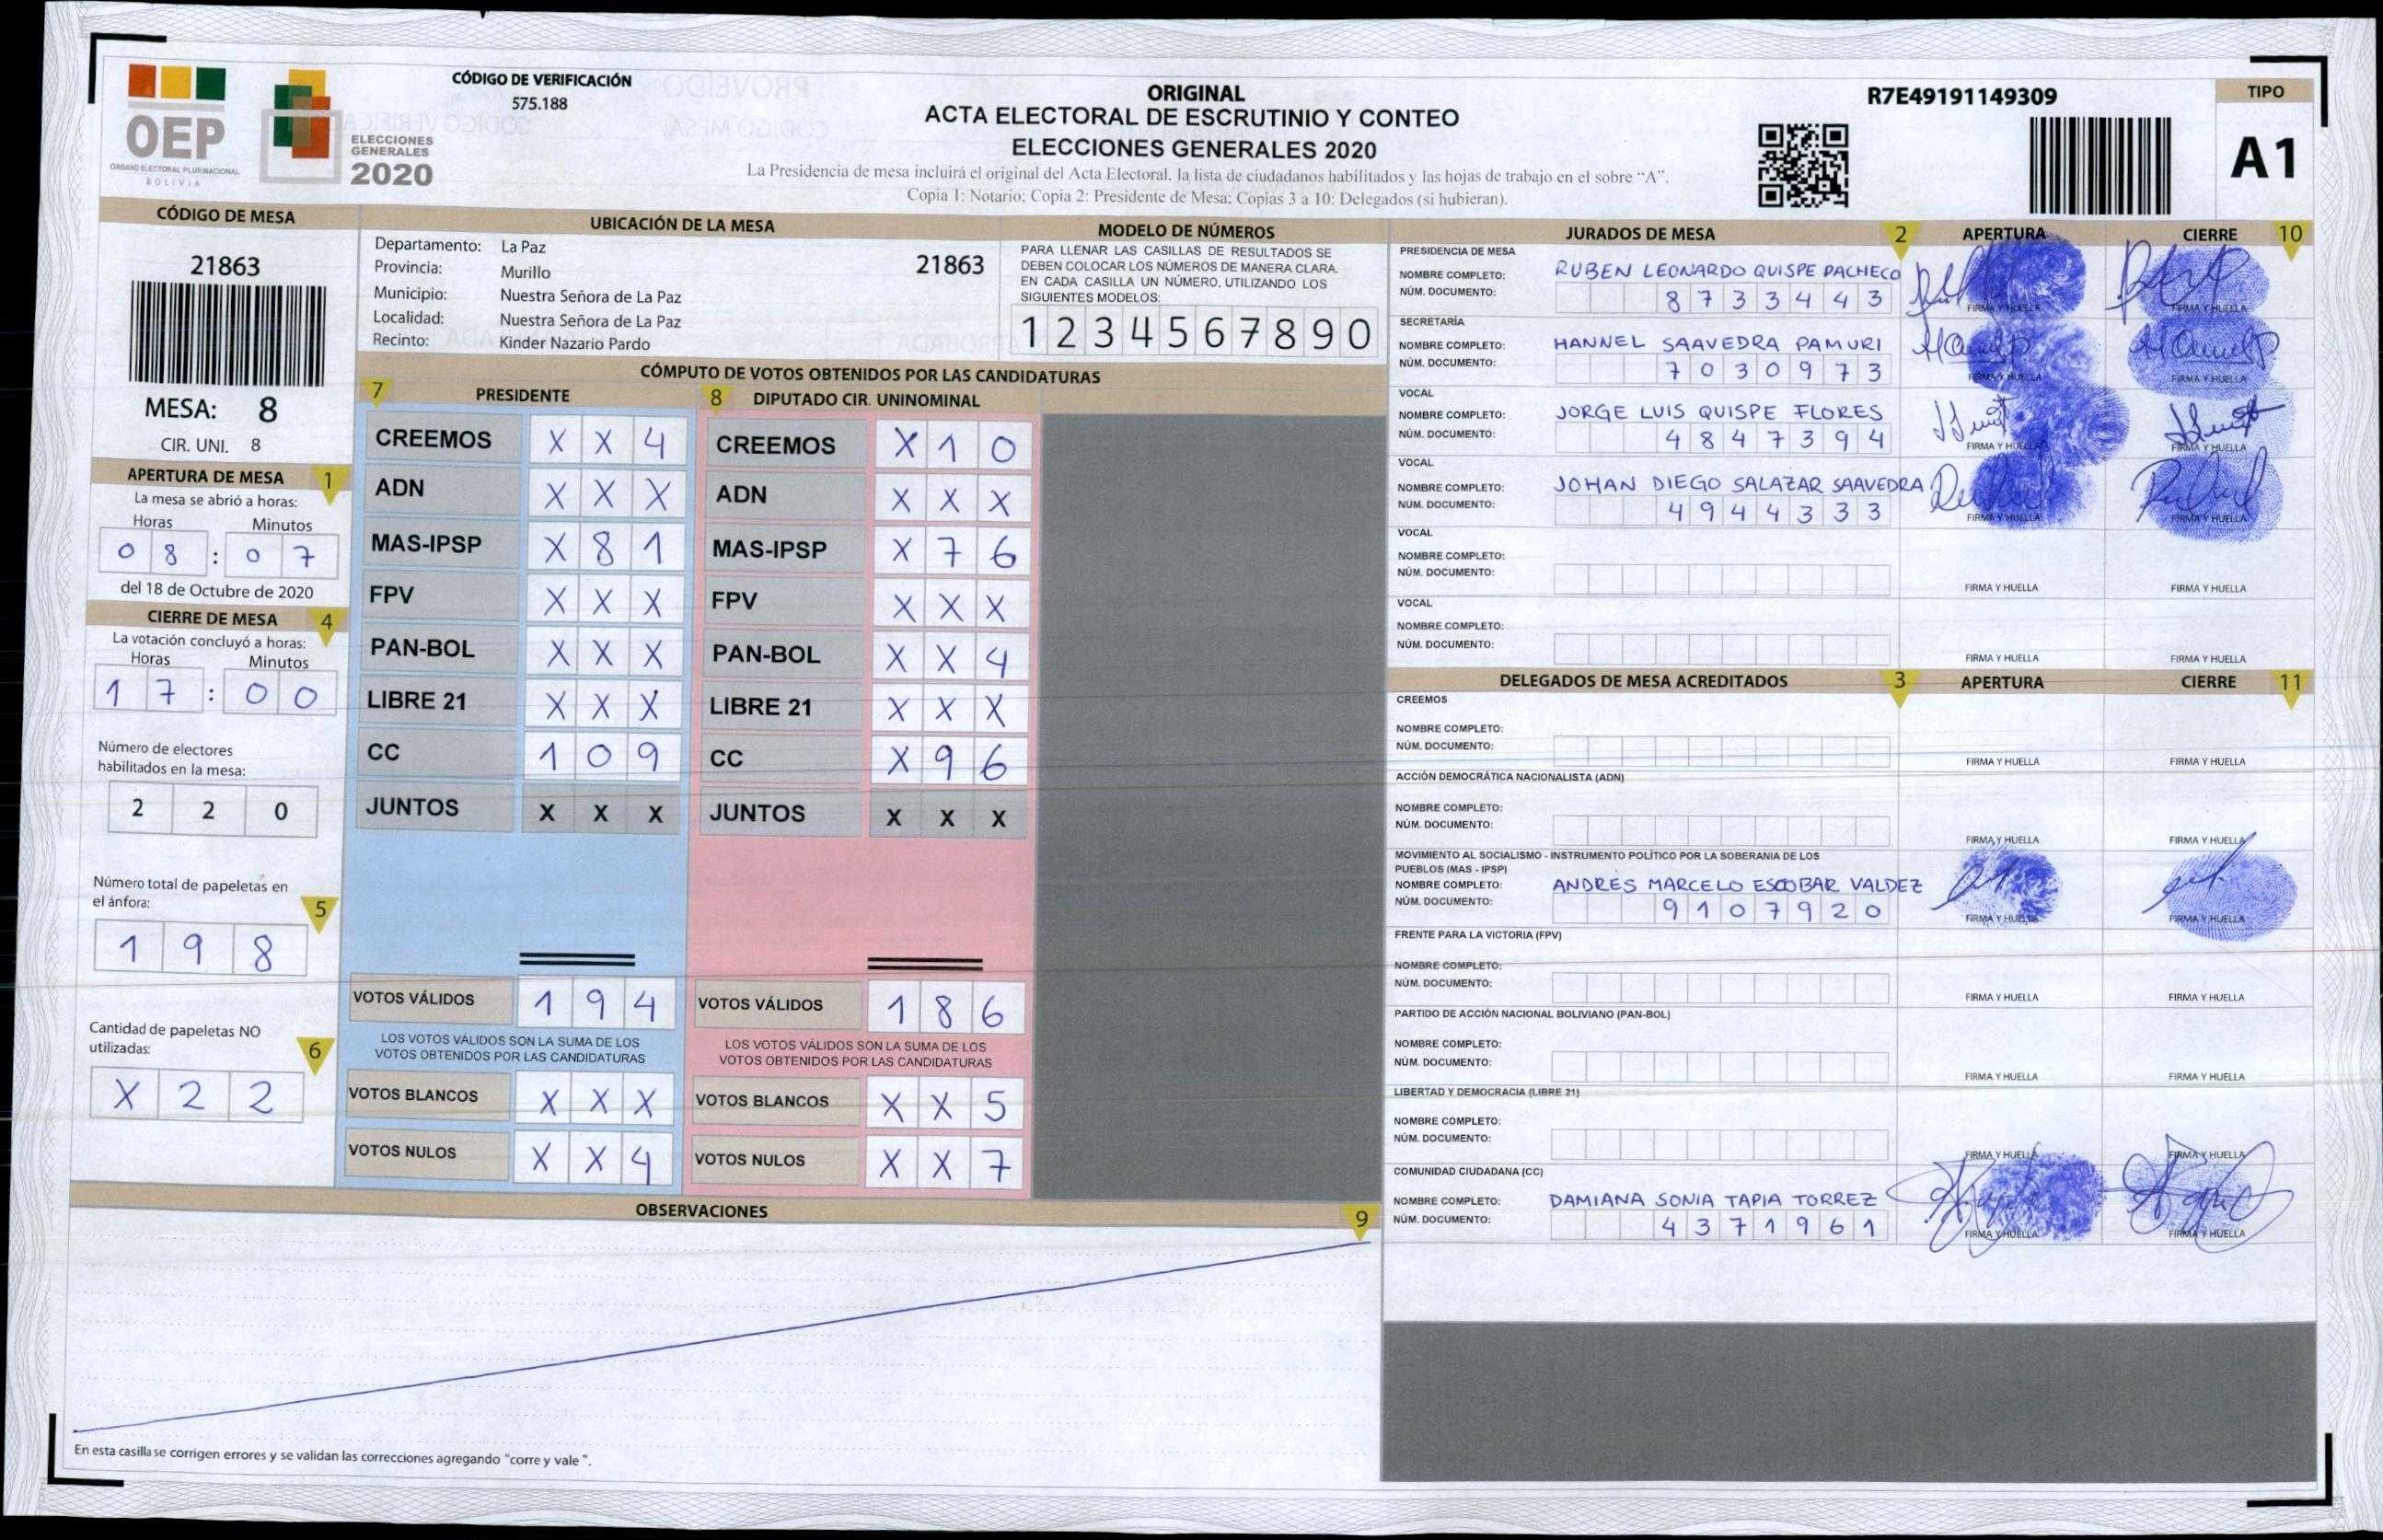 OEP
ÓRGANO ELECTORAL PLURINACIONAL
BOLIVIA
ELECCIONES
GENERALES
2020
CÓDIGO DE VERIFICACIÓN
575.188
ORIGINAL
ACTA ELECTORAL DE ESCRUTINIO Y CONTEO
ELECCIONES GENERALES 2020
La Presidencia de mesa incluirá el original del Acta Electoral, la lista de ciudadanos habilitados y las hojas de trabajo en el sobre "A".
Copia 1: Notario; Copia 2: Presidente de Mesa; Copias 3 a 10: Delegados (si hubieran).
R7E49191149309
TIPO
A1
CÓDIGO DE MESA
21863
MESA: 8
CIR. UNI. 8
APERTURA DE MESA 1
La mesa se abrió a horas:
Horas Minutos
0 8 : 0 7
del 18 de Octubre de 2020
CIERRE DE MESA 4
La votación concluyó a horas:
Horas Minutos
1 7 : 0 0
Número de electores
habilitados en la mesa:
2 2 0
Número total de papeletas en
el ánfora:
5
1 9 8
Cantidad de papeletas NO
utilizadas:
6
X 2 2
UBICACIÓN DE LA MESA
Departamento: La Paz
21863
Provincia: Murillo
Municipio: Nuestra Señora de La Paz
Localidad: Nuestra Señora de La Paz
Recinto: Kinder Nazario Pardo
MODELO DE NÚMEROS
PARA LLENAR LAS CASILLAS DE RESULTADOS SE
DEBEN COLOCAR LOS NÚMEROS DE MANERA CLARA.
EN CADA CASILLA UN NÚMERO, UTILIZANDO LOS
SIGUIENTES MODELOS:
1 2 3 4 5 6 7 8 9 0
CÓMPUTO DE VOTOS OBTENIDOS POR LAS CANDIDATURAS
7 PRESIDENTE
CREEMOS X X 4
ADN X X X
MAS-IPSP X 8 1
FPV X X X
PAN-BOL X X X
LIBRE 21 X X X
CC 1 0 9
JUNTOS X X X
VOTOS VÁLIDOS 1 9 4
LOS VOTOS VÁLIDOS SON LA SUMA DE LOS
VOTOS OBTENIDOS POR LAS CANDIDATURAS
VOTOS BLANCOS X X X
VOTOS NULOS X X 4
8 DIPUTADO CIR. UNINOMINAL
CREEMOS X 1 0
ADN X X X
MAS-IPSP X 7 6
FPV X X X
PAN-BOL X X 4
LIBRE 21 X X X
CC X 9 6
JUNTOS X X X
VOTOS VÁLIDOS 1 8 6
LOS VOTOS VÁLIDOS SON LA SUMA DE LOS
VOTOS OBTENIDOS POR LAS CANDIDATURAS
VOTOS BLANCOS X X 5
VOTOS NULOS X X 7
OBSERVACIONES
9
En esta casilla se corrigen errores y se validan las correcciones agregando "corre y vale".
JURADOS DE MESA 2 APERTURA CIERRE 10
PRESIDENCIA DE MESA
NOMBRE COMPLETO: RUBEN LEONARDO QUISPE PACHECO
NÚM. DOCUMENTO: 8 7 3 3 4 4 3
FIRMA Y HUELLA FIRMA Y HUELLA
SECRETARÍA
NOMBRE COMPLETO: HANNEL SAAVEDRA PAMURI
NÚM. DOCUMENTO: 7 0 3 0 9 7 3
FIRMA Y HUELLA FIRMA Y HUELLA
VOCAL
NOMBRE COMPLETO: JORGE LUIS QUISPE FLORES
NÚM. DOCUMENTO: 4 8 4 7 3 9 4
FIRMA Y HUELLA FIRMA Y HUELLA
VOCAL
NOMBRE COMPLETO: JOHAN DIEGO SALAZAR SAAVEDRA
NÚM. DOCUMENTO: 4 9 4 4 3 3 3
FIRMA Y HUELLA FIRMA Y HUELLA
VOCAL
NOMBRE COMPLETO:
NÚM. DOCUMENTO:
FIRMA Y HUELLA FIRMA Y HUELLA
VOCAL
NOMBRE COMPLETO:
NÚM. DOCUMENTO:
FIRMA Y HUELLA FIRMA Y HUELLA
DELEGADOS DE MESA ACREDITADOS 3 APERTURA CIERRE 11
CREEMOS
NOMBRE COMPLETO:
NÚM. DOCUMENTO:
FIRMA Y HUELLA FIRMA Y HUELLA
ACCIÓN DEMOCRÁTICA NACIONALISTA (ADN)
NOMBRE COMPLETO:
NÚM. DOCUMENTO:
FIRMA Y HUELLA FIRMA Y HUELLA
MOVIMIENTO AL SOCIALISMO - INSTRUMENTO POLÍTICO POR LA SOBERANIA DE LOS
PUEBLOS (MAS - IPSP)
NOMBRE COMPLETO: ANDRES MARCELO ESCOBAR VALDEZ
NÚM. DOCUMENTO: 9 1 0 7 9 2 0
FIRMA Y HUELLA FIRMA Y HUELLA
FRENTE PARA LA VICTORIA (FPV)
NOMBRE COMPLETO:
NÚM. DOCUMENTO:
FIRMA Y HUELLA FIRMA Y HUELLA
PARTIDO DE ACCIÓN NACIONAL BOLIVIANO (PAN-BOL)
NOMBRE COMPLETO:
NÚM. DOCUMENTO:
FIRMA Y HUELLA FIRMA Y HUELLA
LIBERTAD Y DEMOCRACIA (LIBRE 21)
NOMBRE COMPLETO:
NÚM. DOCUMENTO:
FIRMA Y HUELLA FIRMA Y HUELLA
COMUNIDAD CIUDADANA (CC)
NOMBRE COMPLETO: DAMIANA SONIA TAPIA TORREZ
NÚM. DOCUMENTO: 4 3 7 1 9 6 1
FIRMA Y HUELLA FIRMA Y HUELLA